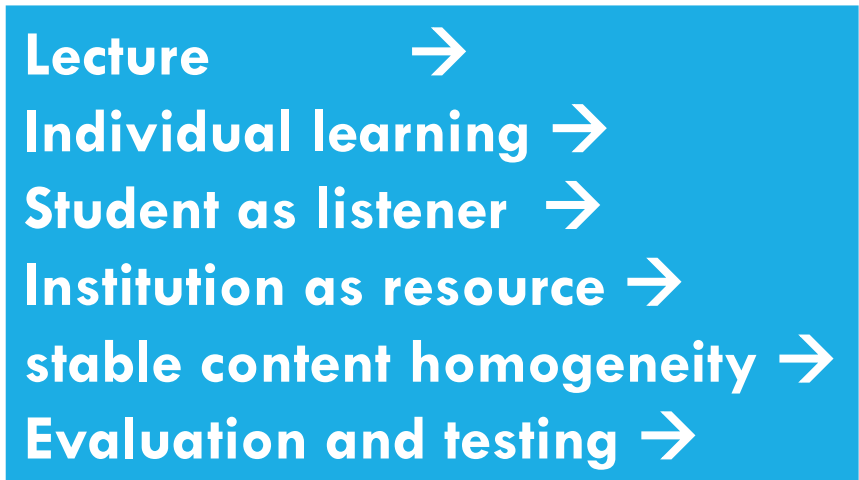 Lecture →
Individual learning →
Student as listener →
Institution as resource →
stable content homogeneity →
Evaluation and testing →